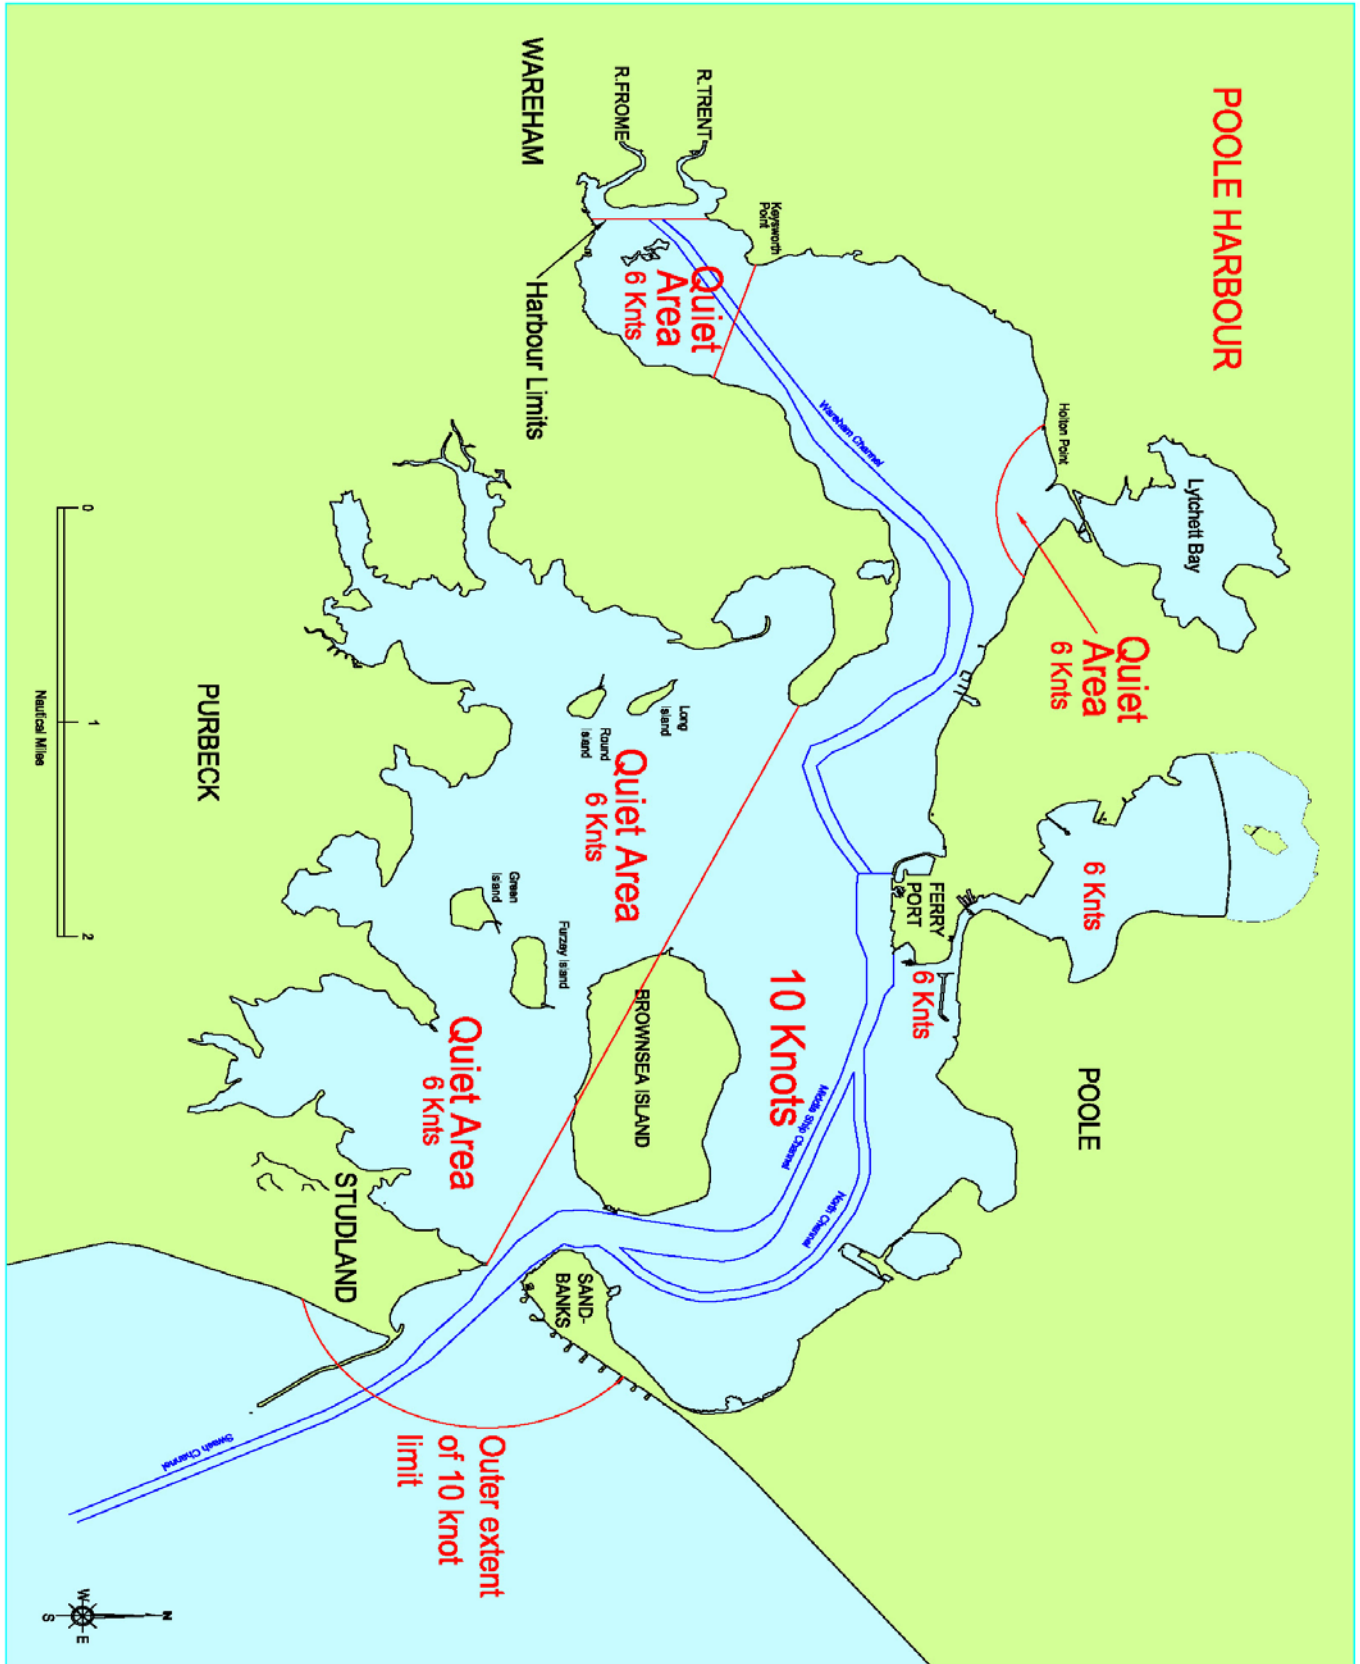 POOLE HARBOUR
Lytchett Bay
Holton Point
Quiet
Area
6 Knts
6 Knts
POOLE
FERRY
PORT
6 Knts
Keysworth
Point
R.TRENT
R.FROME
WAREHAM
Quiet
Area
6 Knts
Harbour Limits
Wareham Channel
10 Knots
Middle Ship Channel
North Channel
BROWNSEA ISLAND
SAND-
BANKS
Long
Island
Round
Island
Quiet Area
6 Knts
Green
Island
Furzey Island
Quiet Area
6 Knts
STUDLAND
PURBECK
Outer extent
of 10 knot
limit
Swash Channel
0
1
2
Nautical Miles
N
W
E
S